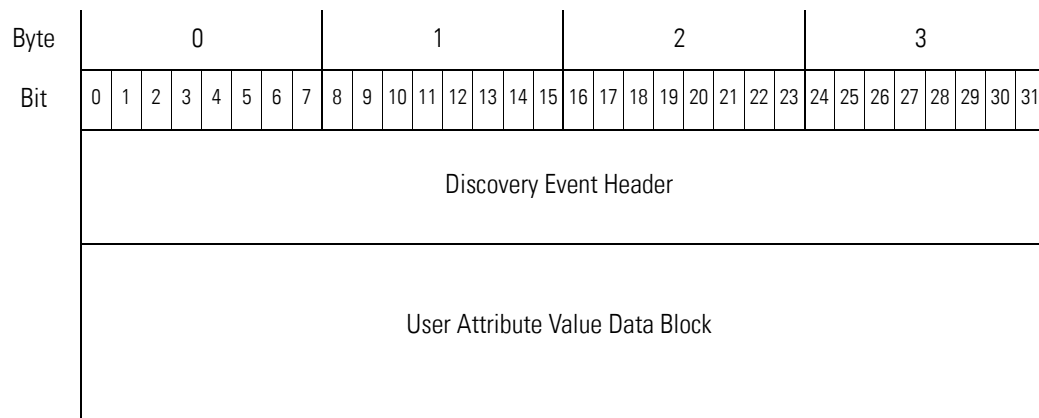 Byte 0 1 2 3
Bit 0 1 2 3 4 5 6 7 8 9 10 11 12 13 14 15 16 17 18 19 20 21 22 23 24 25 26 27 28 29 30 31
Discovery Event Header
User Attribute Value Data Block